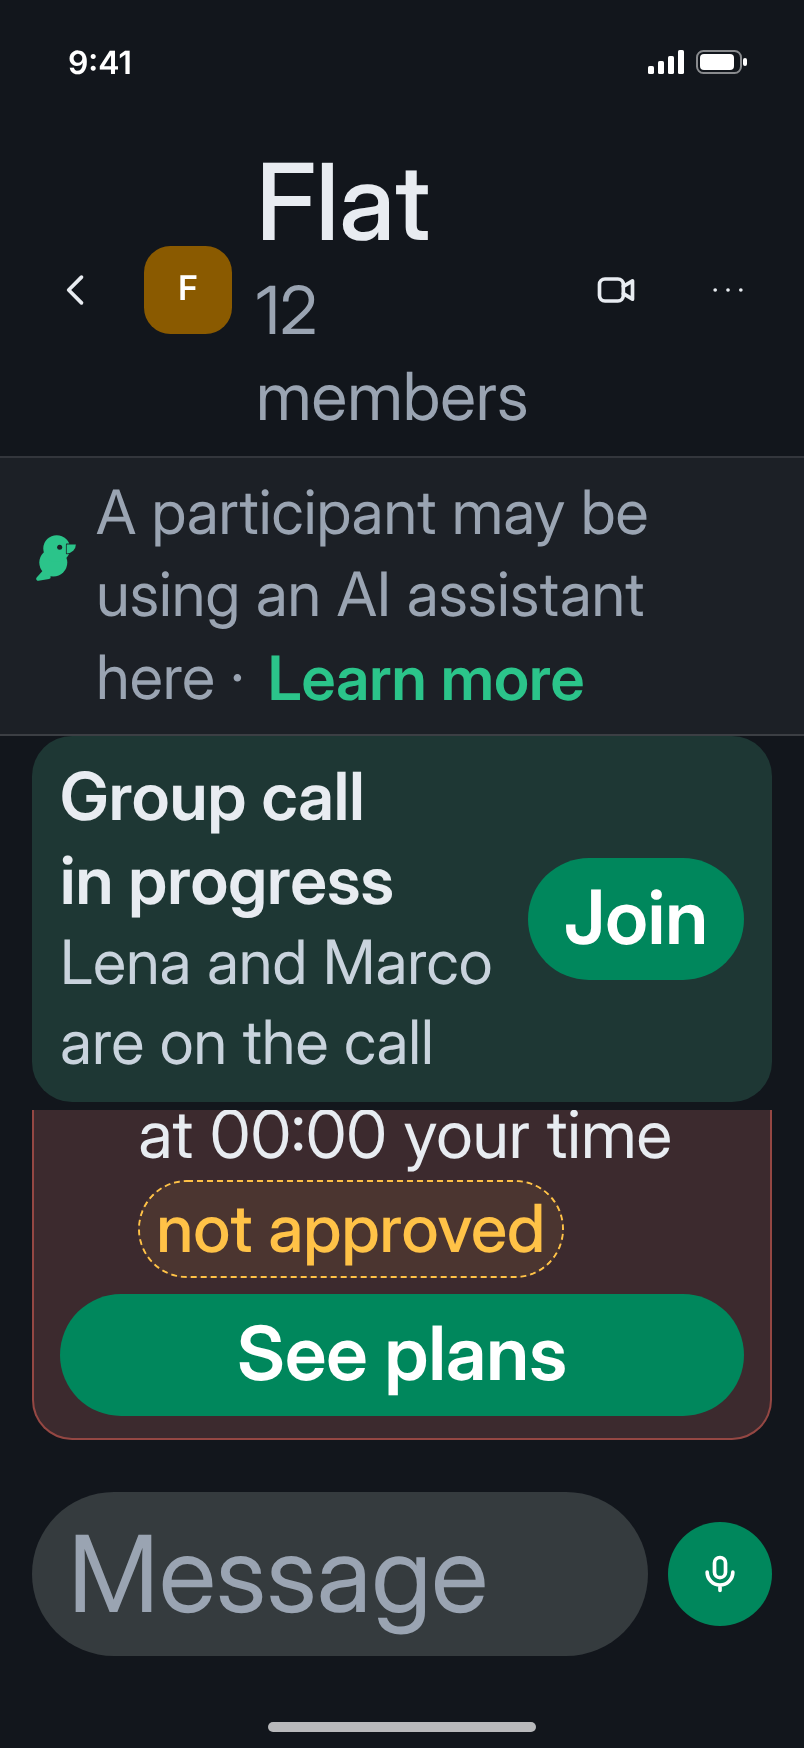 9:41
Flat
F
12
members
A participant may be
using an AI assistant
here · Learn more
Group call
in progress
Lena and Marco
are on the call
Join
at 00:00 your time
not approved
See plans
Message